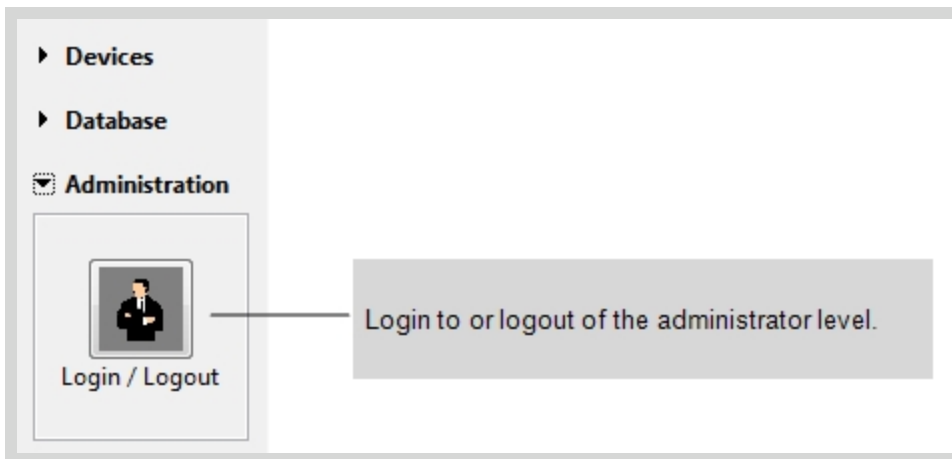 Devices
Database
Administration
Login to or logout of the administrator level.
Login / Logout